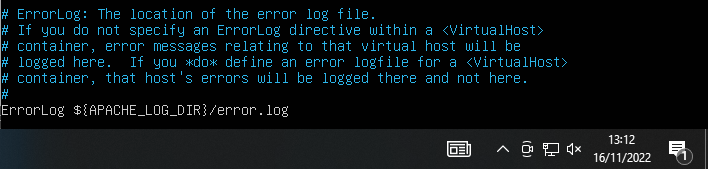 # ErrorLog: The location of the error log file.
# If you do not specify an ErrorLog directive within a <VirtualHost>
# container, error messages relating to that virtual host will be
# logged here.  If you *do* define an error logfile for a <VirtualHost>
# container, that host's errors will be logged there and not here.
#
ErrorLog ${APACHE_LOG_DIR}/error.log
13:12
16/11/2022
1